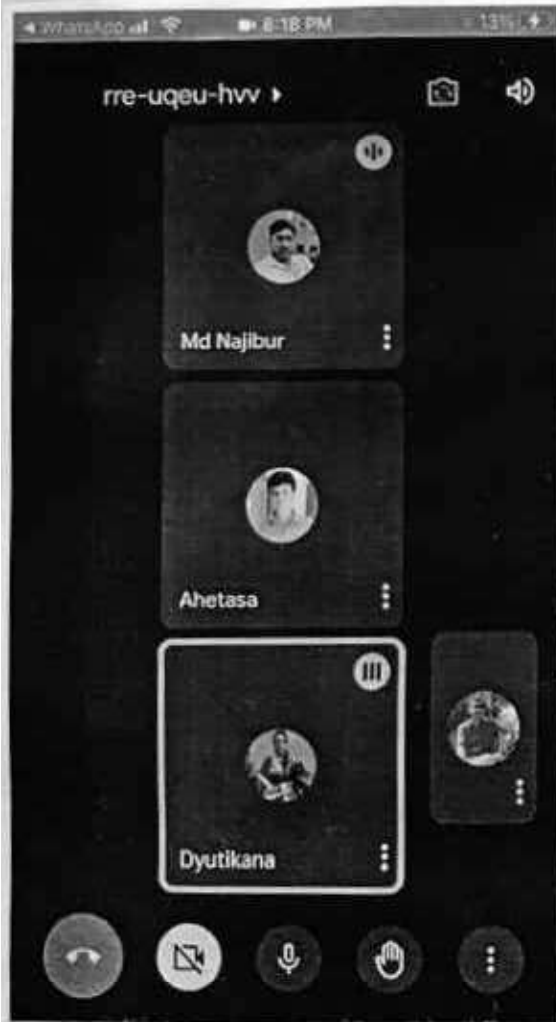 WhatsApp 6:18 PM 13%
rre-uqeu-hvv
Md Najibur
Ahetasa
Dyutikana